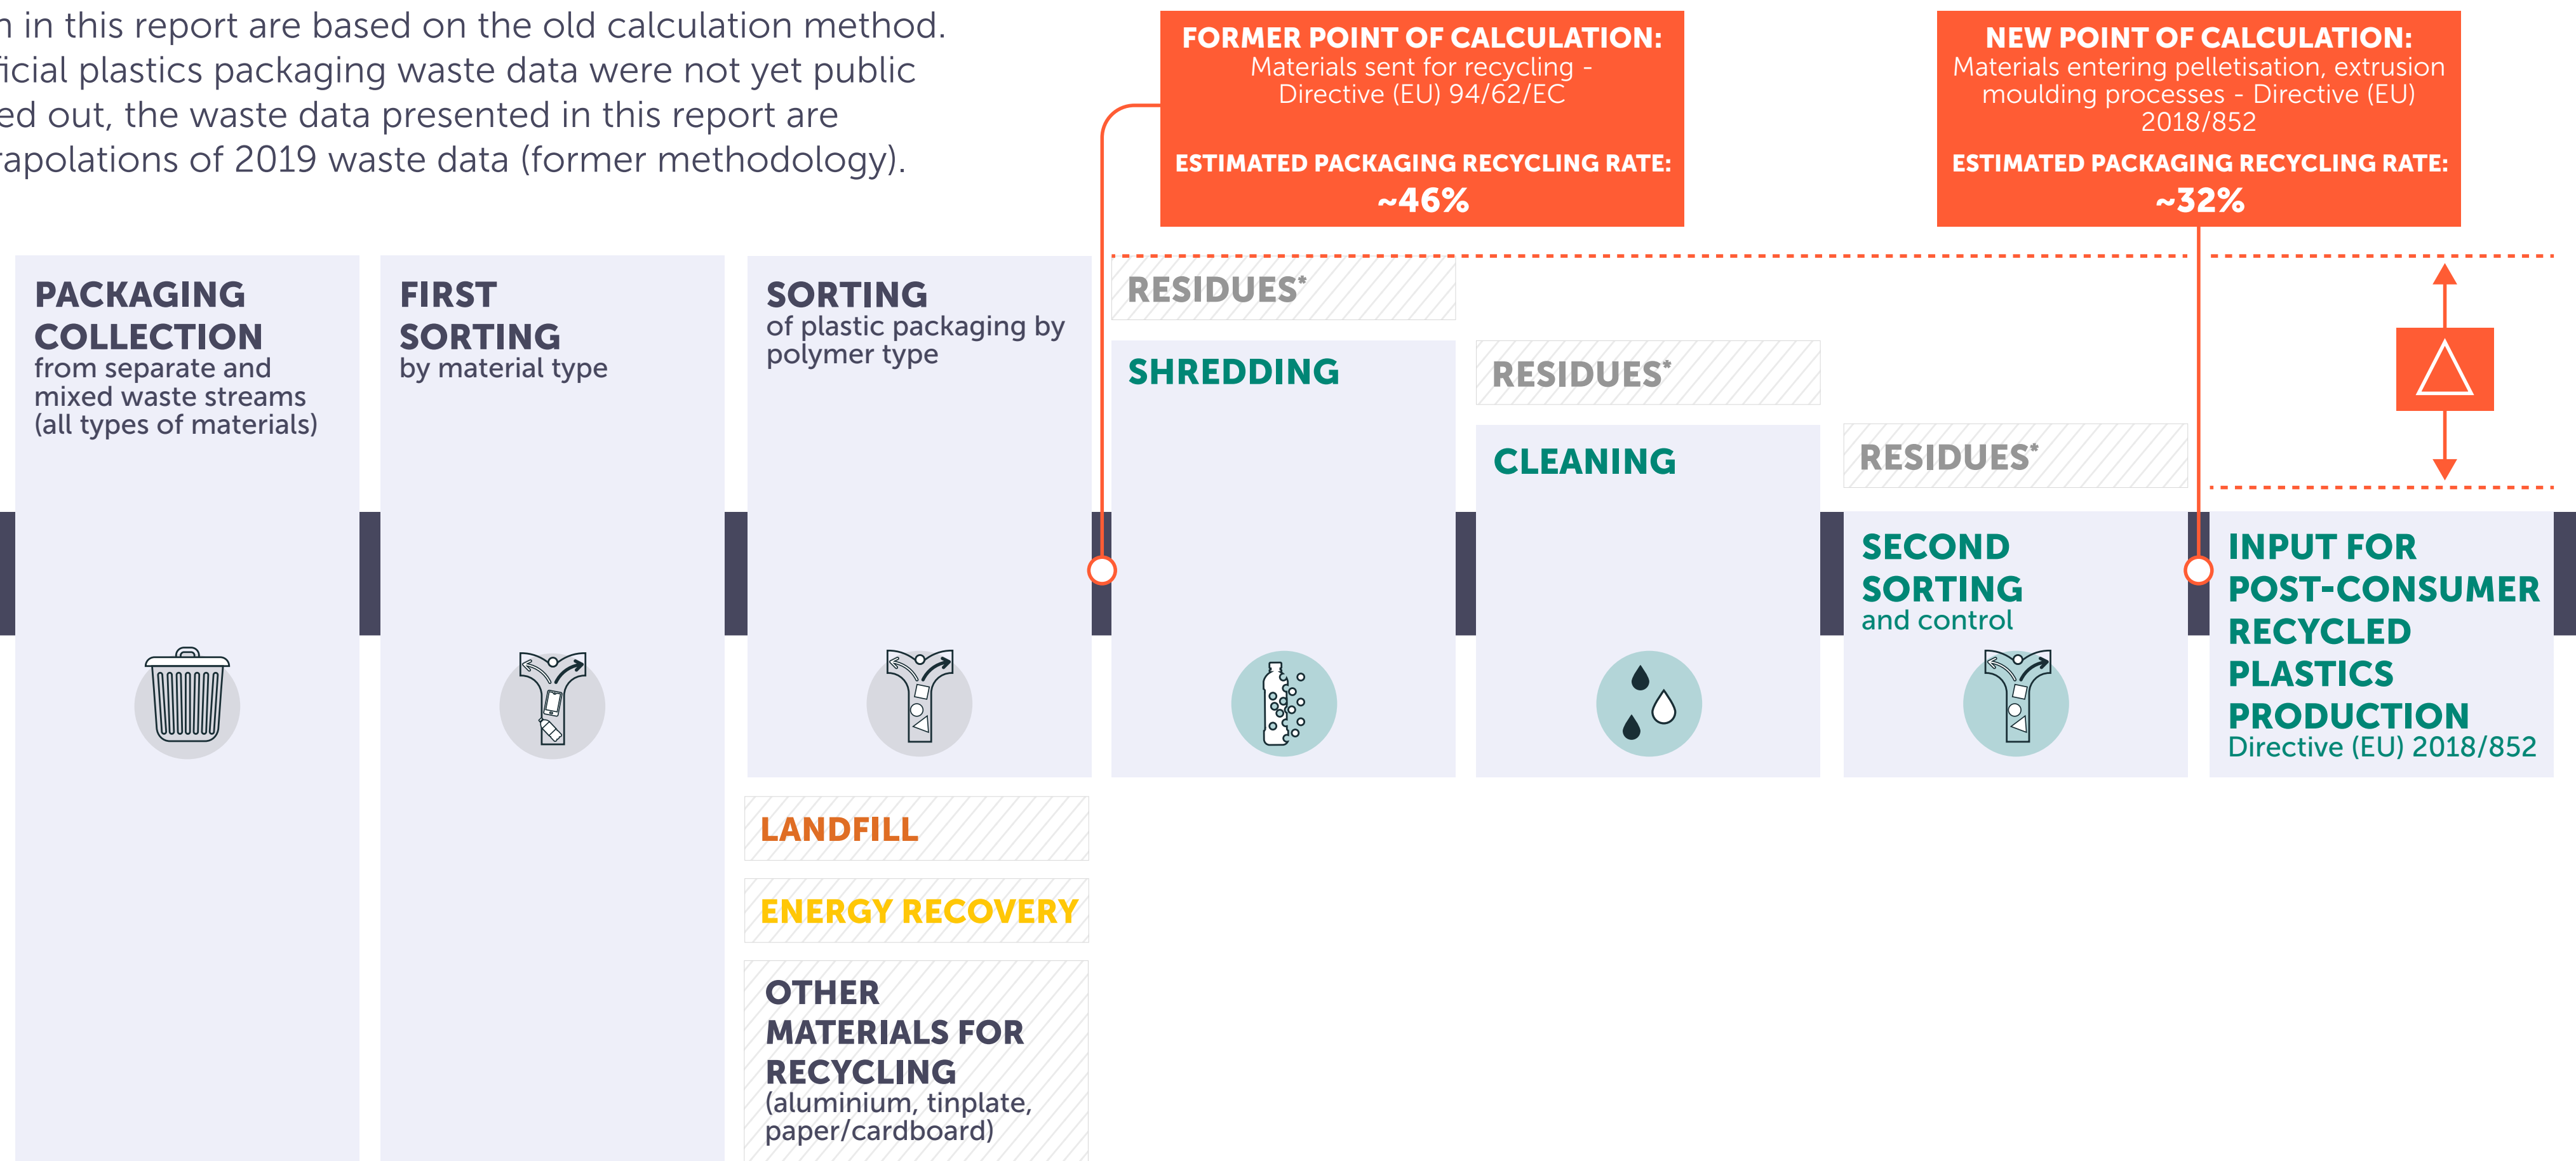 in this report are based on the old calculation method.
plastics packaging waste data were not yet public
out, the waste data presented in this report are
of 2019 waste data (former methodology).
FORMER POINT OF CALCULATION:
Materials sent for recycling -
Directive (EU) 94/62/EC
ESTIMATED PACKAGING RECYCLING RATE:
~46%
NEW POINT OF CALCULATION:
Materials entering pelletisation, extrusion
moulding processes - Directive (EU)
2018/852
ESTIMATED PACKAGING RECYCLING RATE:
~32%
PACKAGING
COLLECTION
from separate and
mixed waste streams
(all types of materials)
FIRST
SORTING
by material type
SORTING
of plastic packaging by
polymer type
RESIDUES*
SHREDDING
RESIDUES*
CLEANING
RESIDUES*
SECOND
SORTING
and control
INPUT FOR
POST-CONSUMER
RECYCLED
PLASTICS
PRODUCTION
Directive (EU) 2018/852
LANDFILL
ENERGY RECOVERY
OTHER
MATERIALS FOR
RECYCLING
(aluminium, tinplate,
paper/cardboard)